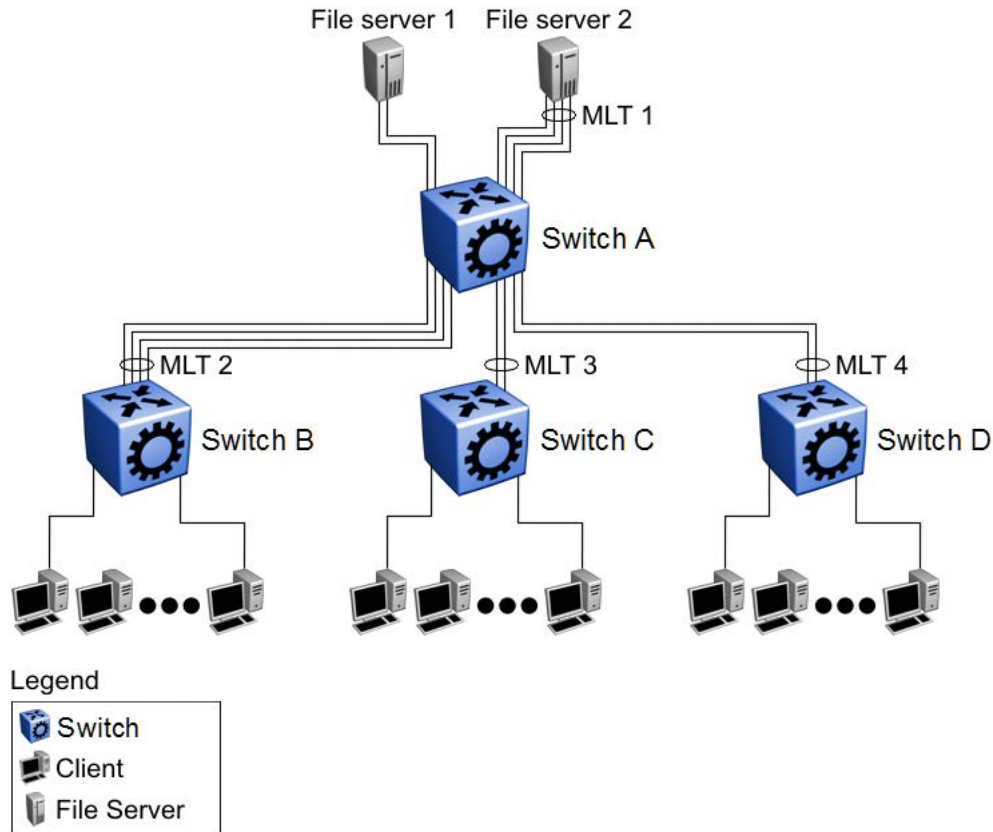 File server 1
File server 2
MLT 1
Switch A
MLT 2
MLT 3
MLT 4
Switch B
Switch C
Switch D
Legend
Switch
Client
File Server